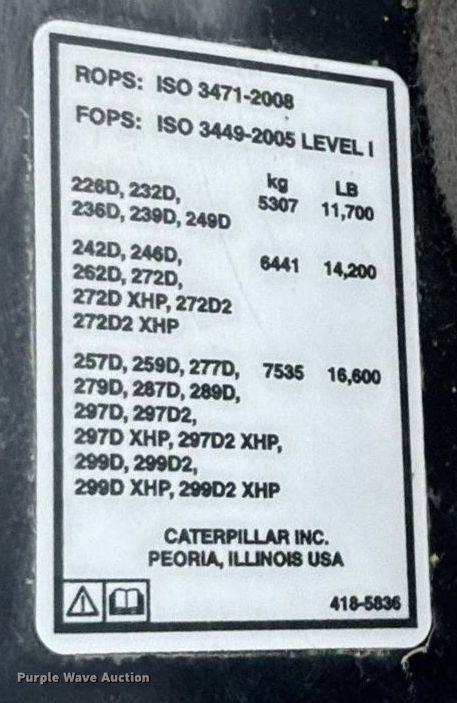 ROPS: ISO 3471-2008
FOPS: ISO 3449-2005 LEVEL I
kg LB
226D, 232D, 5307 11,700
236D, 239D, 249D
242D, 246D, 6441 14,200
262D, 272D,
272D XHP, 272D2
272D2 XHP
257D, 259D, 277D, 7535 16,600
279D, 287D, 289D,
297D, 297D2,
297D XHP, 297D2 XHP,
299D, 299D2,
299D XHP, 299D2 XHP
CATERPILLAR INC.
PEORIA, ILLINOIS USA
418-5836
Purple Wave Auction